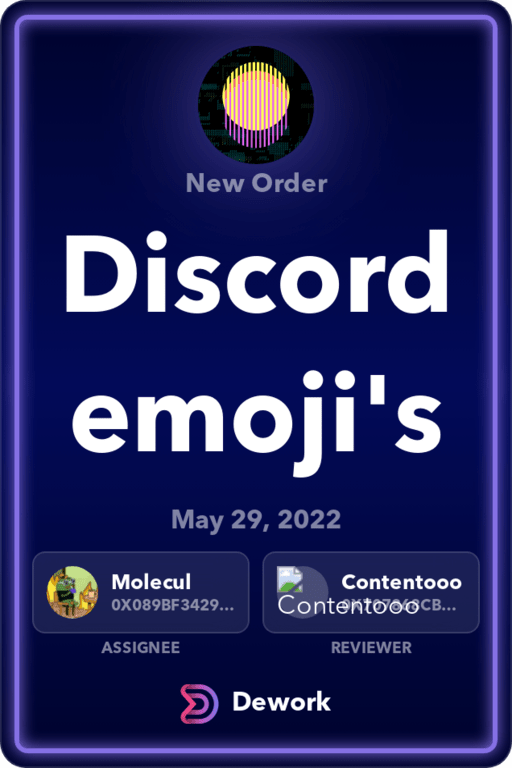 New Order
Discord
emoji's
May 29, 2022
Molecul
0X089BF3429...
Contentooo
Contentooo
ASSIGNEE
REVIEWER
Dework